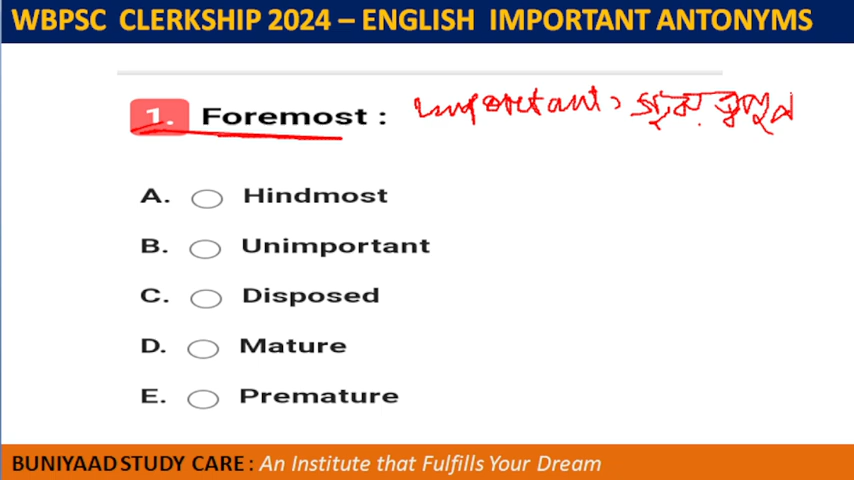 WBPSC CLERKSHIP 2024 – ENGLISH IMPORTANT ANTONYMS
1. Foremost : important,
A. Hindmost
B. Unimportant
C. Disposed
D. Mature
E. Premature
BUNIYAAD STUDY CARE : An Institute that Fulfills Your Dream